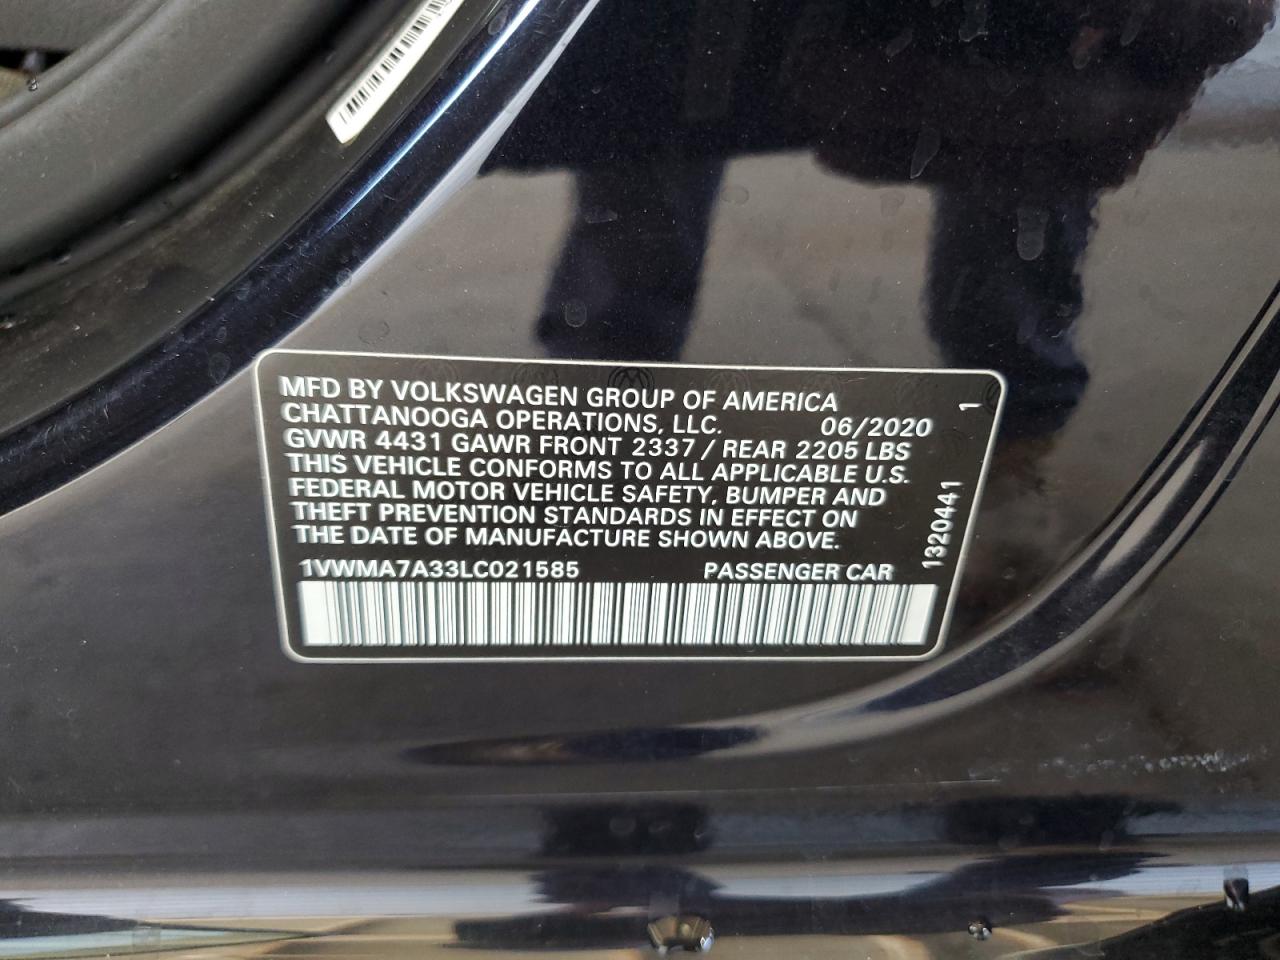 MFD BY VOLKSWAGEN GROUP OF AMERICA
CHATTANOOGA OPERATIONS, LLC. 06/2020
GVWR 4431 GAWR FRONT 2337 / REAR 2205 LBS
THIS VEHICLE CONFORMS TO ALL APPLICABLE U.S.
FEDERAL MOTOR VEHICLE SAFETY, BUMPER AND
THEFT PREVENTION STANDARDS IN EFFECT ON
THE DATE OF MANUFACTURE SHOWN ABOVE.
1VWMA7A33LC021585 PASSENGER CAR
1320441 1